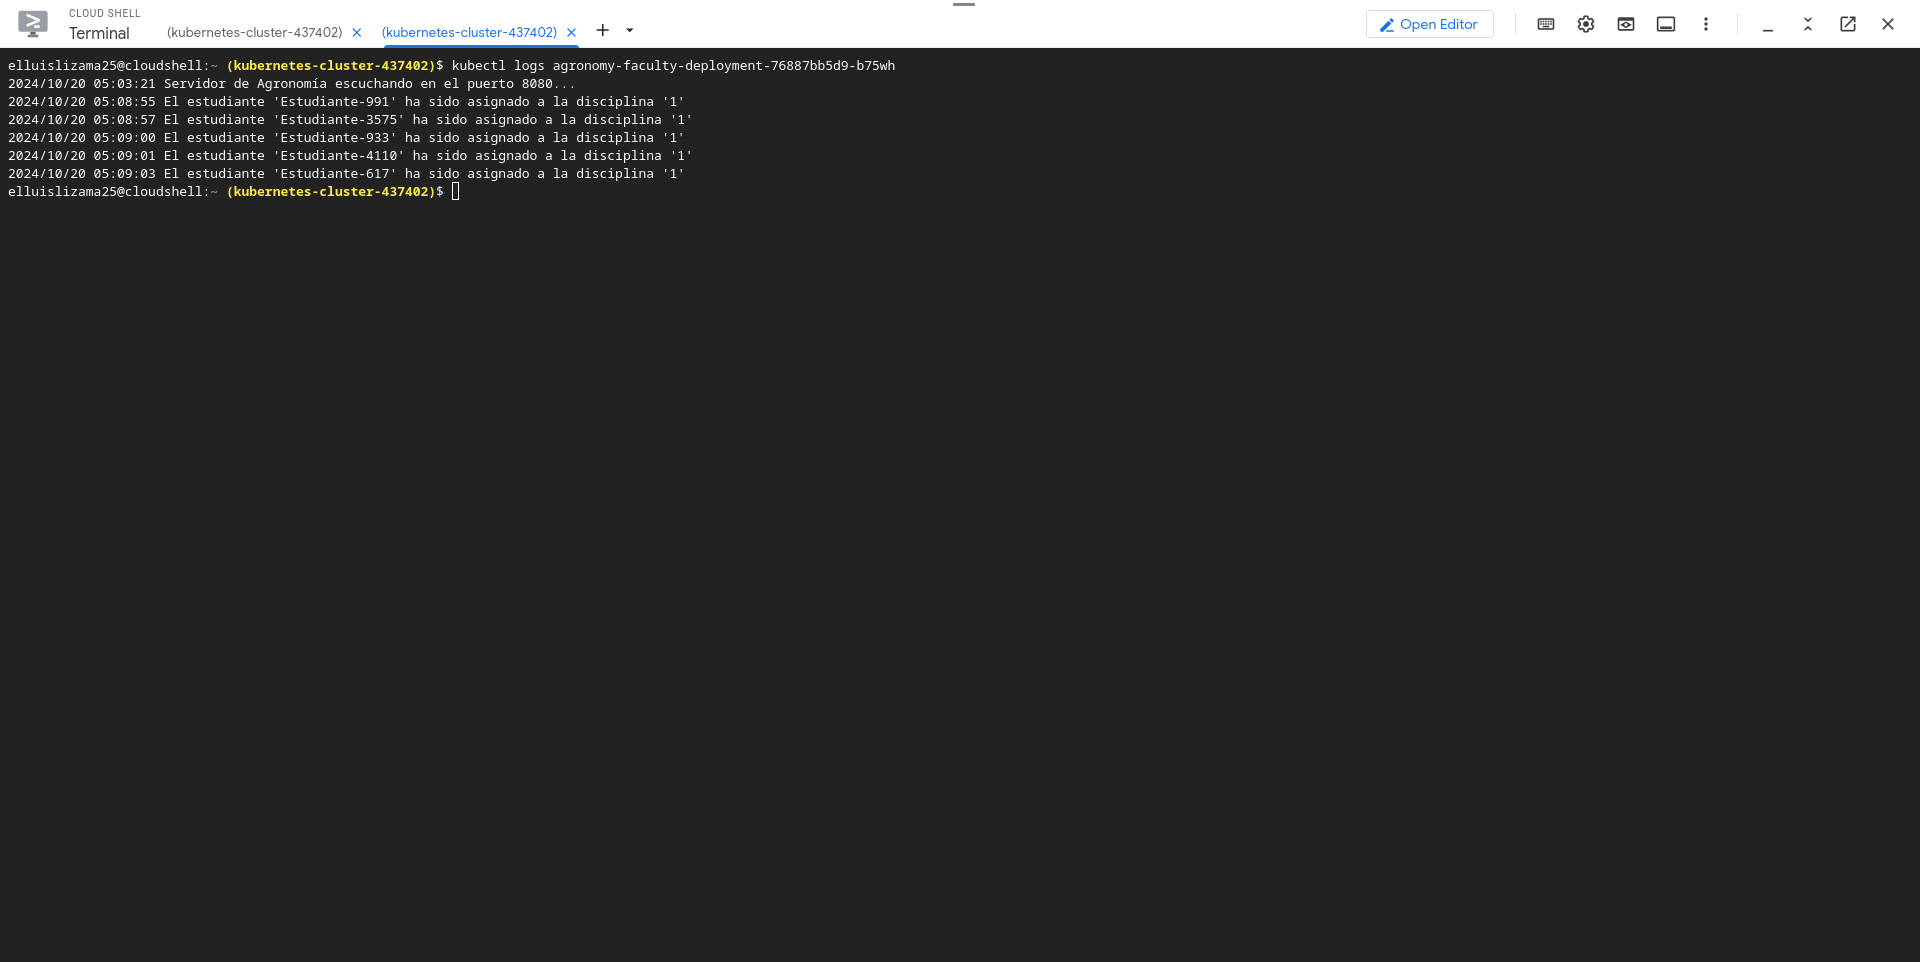 CLOUD SHELL
Terminal
(kubernetes-cluster-437402) (kubernetes-cluster-437402)
Open Editor
elluislizama25@cloudshell:~ (kubernetes-cluster-437402)$ kubectl logs agronomy-faculty-deployment-76887bb5d9-b75wh
2024/10/20 05:03:21 Servidor de Agronomía escuchando en el puerto 8080...
2024/10/20 05:08:55 El estudiante 'Estudiante-991' ha sido asignado a la disciplina '1'
2024/10/20 05:08:57 El estudiante 'Estudiante-3575' ha sido asignado a la disciplina '1'
2024/10/20 05:09:00 El estudiante 'Estudiante-933' ha sido asignado a la disciplina '1'
2024/10/20 05:09:01 El estudiante 'Estudiante-4110' ha sido asignado a la disciplina '1'
2024/10/20 05:09:03 El estudiante 'Estudiante-617' ha sido asignado a la disciplina '1'
elluislizama25@cloudshell:~ (kubernetes-cluster-437402)$